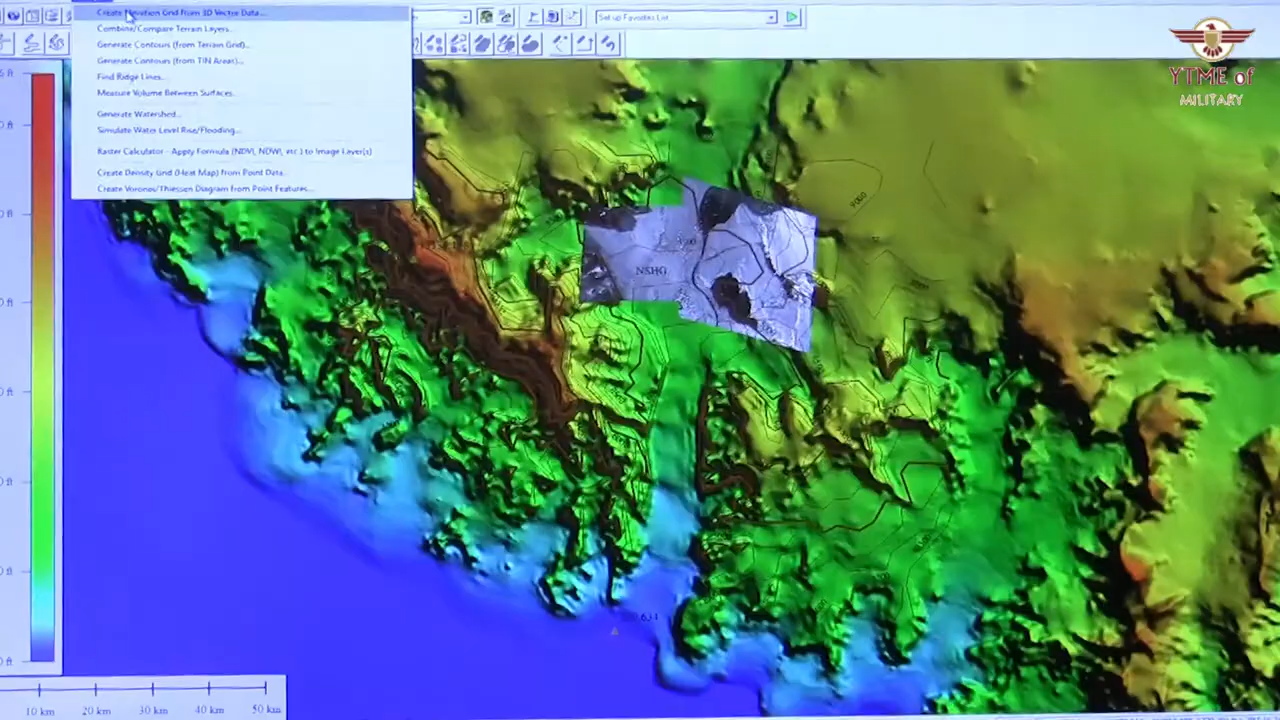 Create Elevation Grid from 3D Vector Data...
Set up Favorites List
Combine/Compare Terrain Layers...
Generate Contours (from Terrain Grid)...
Generate Contours (from TIN Areas)...
Find Ridge Lines...
Measure Volume Between Surfaces...
Generate Watershed...
Simulate Water Level Rise/Flooding...
Raster Calculator - Apply Formula (NDVI, NDWI, etc.) to Image Layer(s)
Create Density Grid (Heat Map) from Point Data...
Create Voronoi/Thiessen Diagram from Point Features...
YTME of
MILITARY
NSHG
9060
10 km
20 km
30 km
40 km
50 km